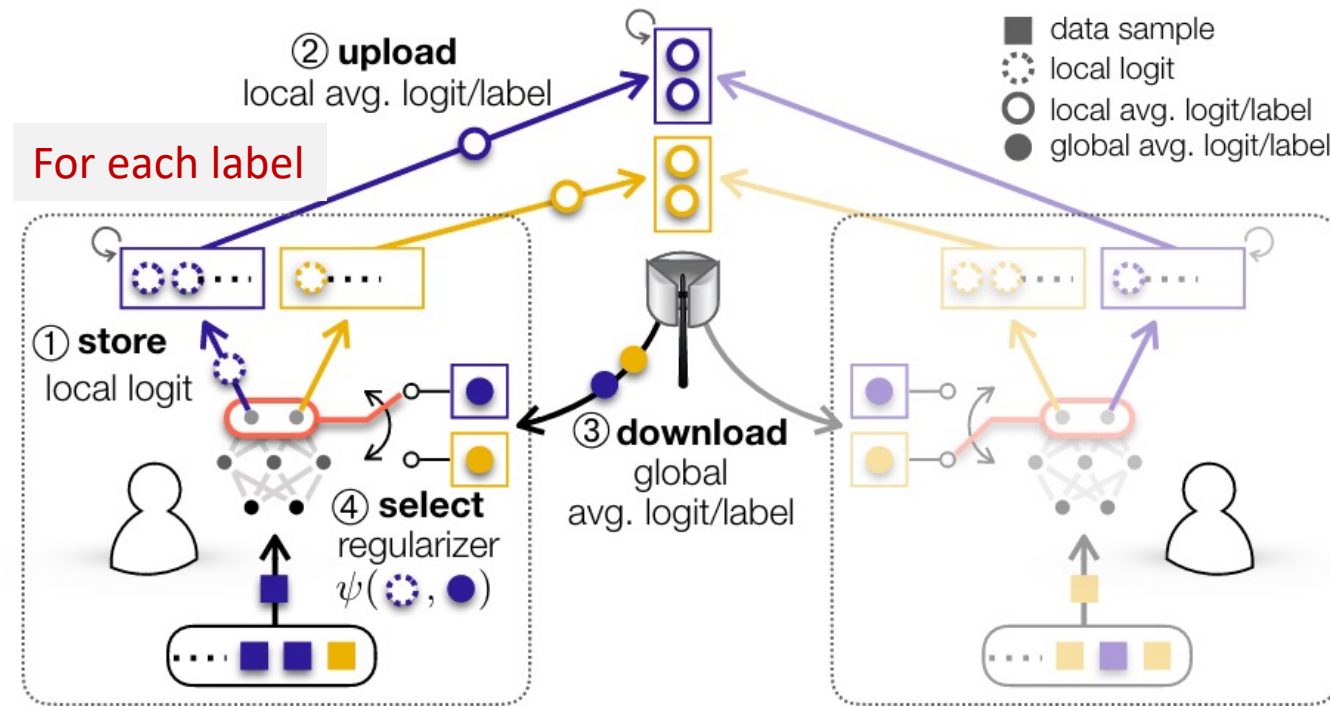 ② upload
local avg. logit/label
data sample
local logit
local avg. logit/label
global avg. logit/label
For each label
① store
local logit
③ download
global
avg. logit/label
④ select
regularizer
ψ( , )